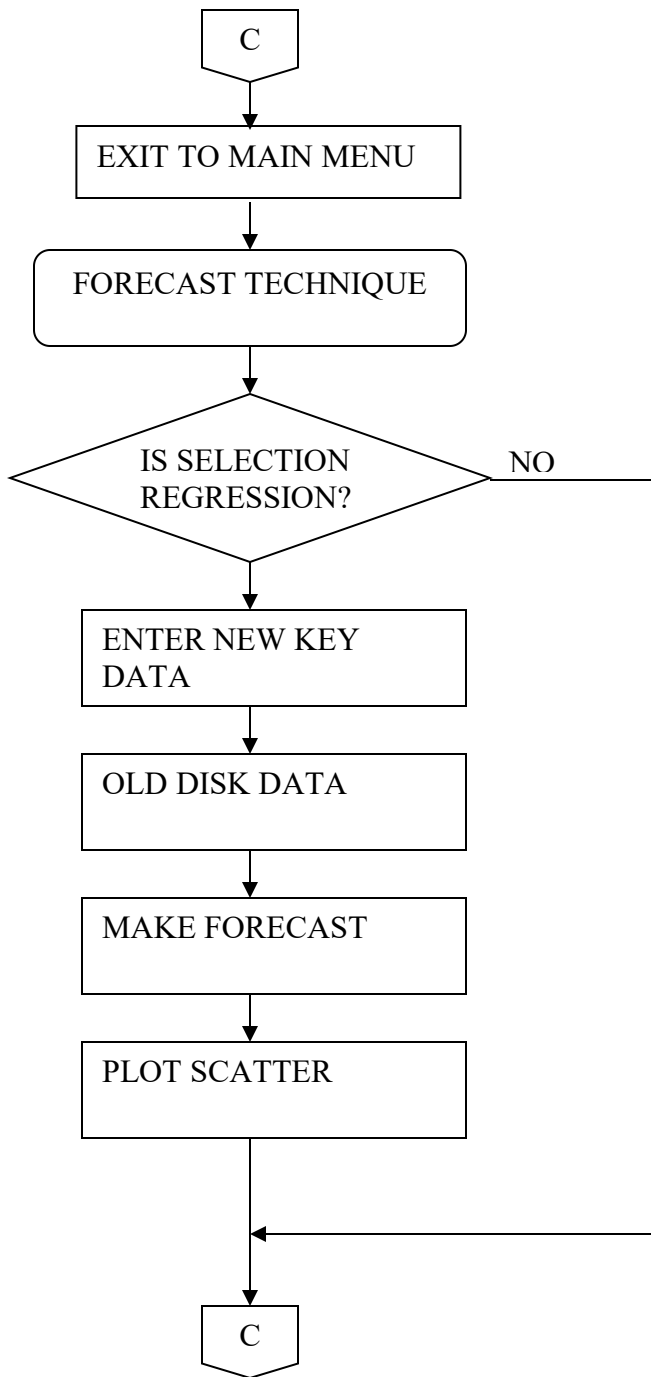 C
EXIT TO MAIN MENU
FORECAST TECHNIQUE
IS SELECTION
REGRESSION?
NO
ENTER NEW KEY
DATA
OLD DISK DATA
MAKE FORECAST
PLOT SCATTER
C